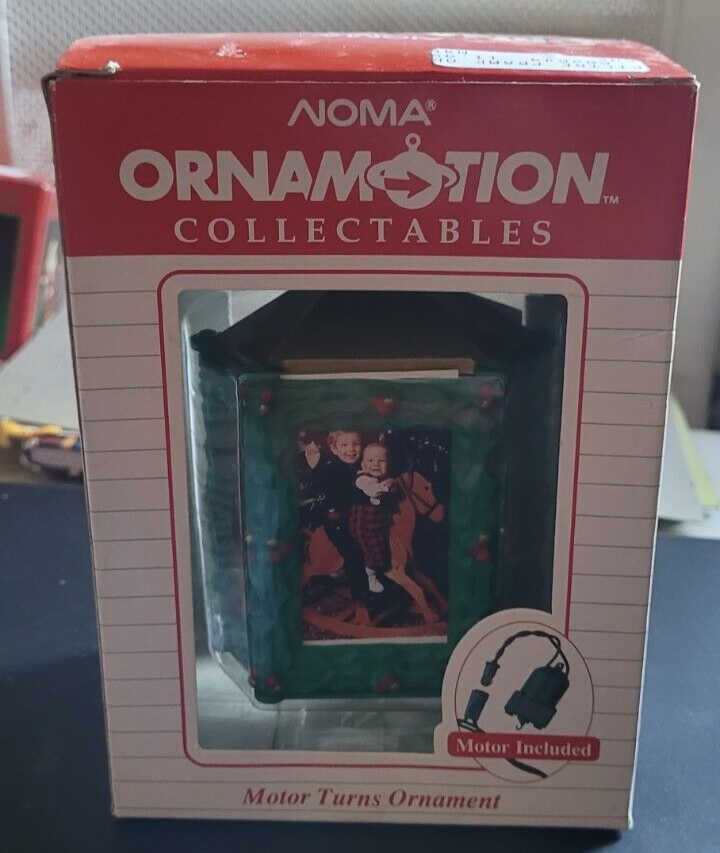 NOMA®
ORNAMOTION™
COLLECTABLES
Motor Included
Motor Turns Ornament